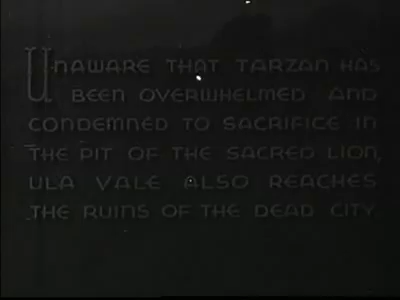 Unaware that Tarzan has
been overwhelmed and
condemned to sacrifice in
the pit of the Sacred Lion,
Ula Vale also reaches
the ruins of the Dead City.